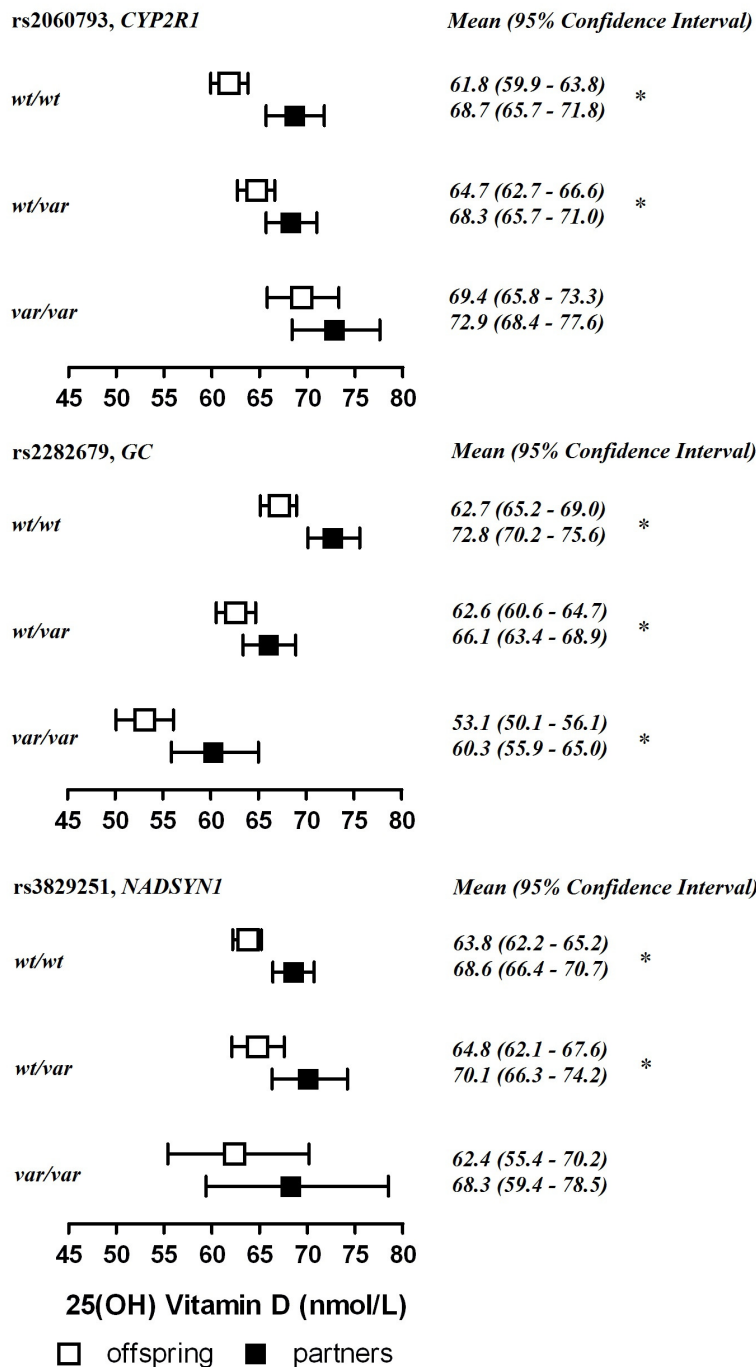 rs2060793, CYP2R1 Mean (95% Confidence Interval)
wt/wt 61.8 (59.9 - 63.8) *
68.7 (65.7 - 71.8)
wt/var 64.7 (62.7 - 66.6) *
68.3 (65.7 - 71.0)
var/var 69.4 (65.8 - 73.3)
72.9 (68.4 - 77.6)
45 50 55 60 65 70 75 80
rs2282679, GC Mean (95% Confidence Interval)
wt/wt 62.7 (65.2 - 69.0) *
72.8 (70.2 - 75.6)
wt/var 62.6 (60.6 - 64.7) *
66.1 (63.4 - 68.9)
var/var 53.1 (50.1 - 56.1) *
60.3 (55.9 - 65.0)
45 50 55 60 65 70 75 80
rs3829251, NADSYN1 Mean (95% Confidence Interval)
wt/wt 63.8 (62.2 - 65.2) *
68.6 (66.4 - 70.7)
wt/var 64.8 (62.1 - 67.6) *
70.1 (66.3 - 74.2)
var/var 62.4 (55.4 - 70.2)
68.3 (59.4 - 78.5)
45 50 55 60 65 70 75 80
25(OH) Vitamin D (nmol/L)
offspring partners